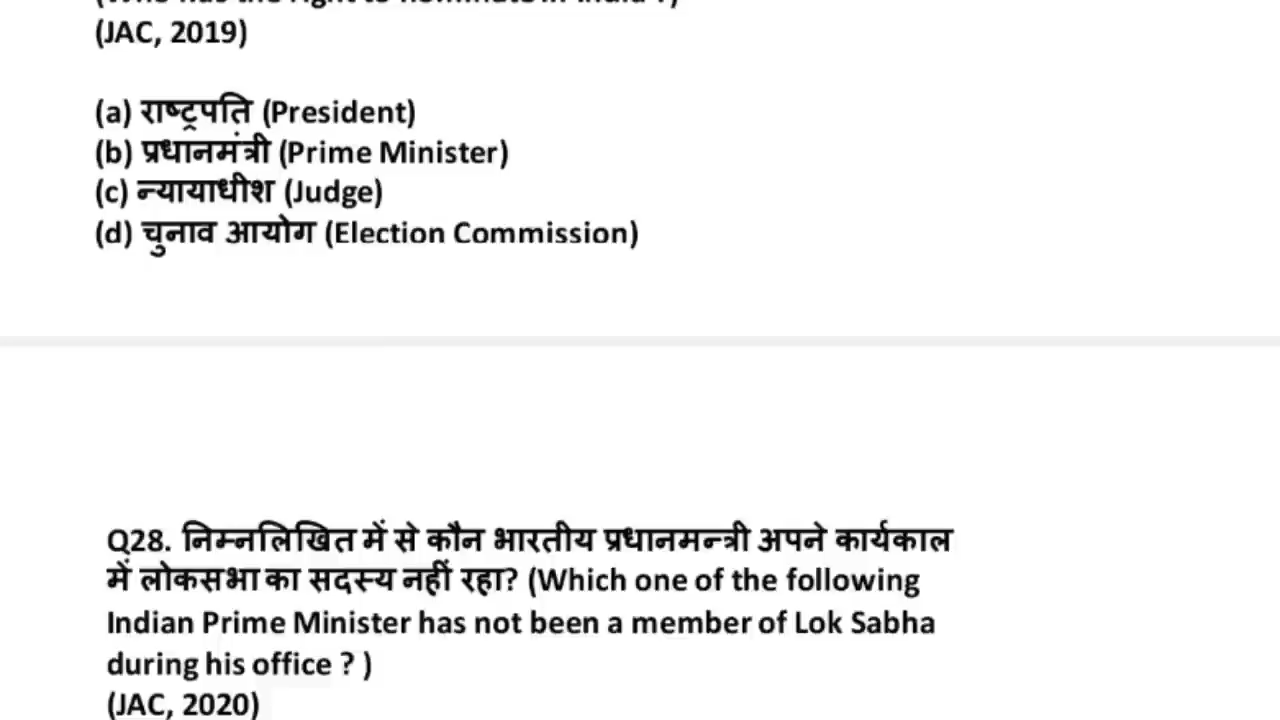 (JAC, 2019)
(a) राष्ट्रपति (President)
(b) प्रधानमंत्री (Prime Minister)
(c) न्यायाधीश (Judge)
(d) चुनाव आयोग (Election Commission)
Q28. निम्नलिखित में से कौन भारतीय प्रधानमन्त्री अपने कार्यकाल
में लोकसभा का सदस्य नहीं रहा? (Which one of the following
Indian Prime Minister has not been a member of Lok Sabha
during his office ? )
(JAC, 2020)